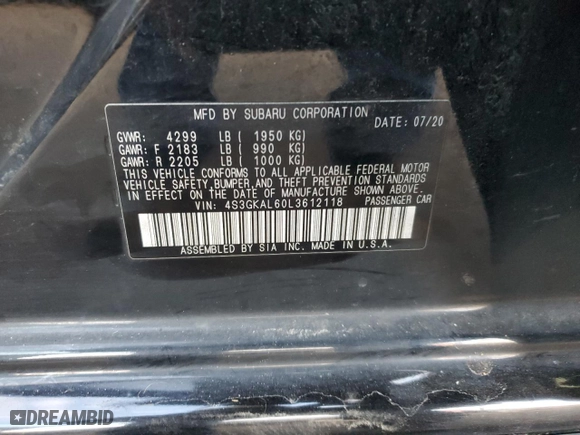 MFD BY SUBARU CORPORATION
DATE: 07/20
GVWR: 4299 LB ( 1950 KG)
GAWR: F 2183 LB ( 990 KG)
GAWR: R 2205 LB ( 1000 KG)
THIS VEHICLE CONFORMS TO ALL APPLICABLE FEDERAL MOTOR
VEHICLE SAFETY, BUMPER, AND THEFT PREVENTION STANDARDS
IN EFFECT ON THE DATE OF MANUFACTURE SHOWN ABOVE.
VIN: 4S3GKAL60L3612118 PASSENGER CAR
ASSEMBLED BY SIA INC. MADE IN U.S.A.
DREAMBID